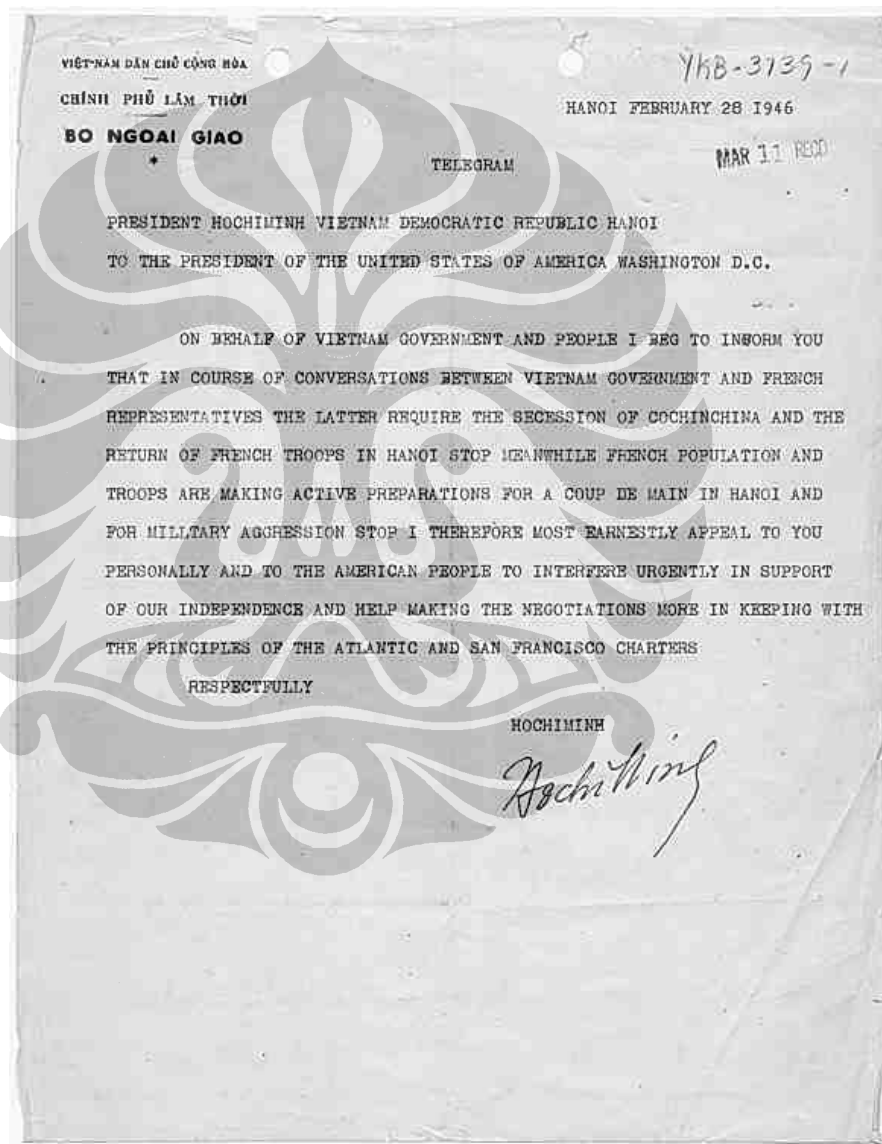 VIỆT-NAM DÂN CHỦ CỘNG HÒA
YKB-3739-1
CHÍNH PHỦ LÂM THỜI
HANOI FEBRUARY 28 1946
BO NGOAI GIAO
MAR 11 RECD
TELEGRAM
PRESIDENT HOCHIMINH VIETNAM DEMOCRATIC REPUBLIC HANOI
TO THE PRESIDENT OF THE UNITED STATES OF AMERICA WASHINGTON D.C.
ON BEHALF OF VIETNAM GOVERNMENT AND PEOPLE I BEG TO INFORM YOU
THAT IN COURSE OF CONVERSATIONS BETWEEN VIETNAM GOVERNMENT AND FRENCH
REPRESENTATIVES THE LATTER REQUIRE THE SECESSION OF COCHINCHINA AND THE
RETURN OF FRENCH TROOPS IN HANOI STOP MEANWHILE FRENCH POPULATION AND
TROOPS ARE MAKING ACTIVE PREPARATIONS FOR A COUP DE MAIN IN HANOI AND
FOR MILLTARY AGGRESSION STOP I THEREFORE MOST EARNESTLY APPEAL TO YOU
PERSONALLY AND TO THE AMERICAN PEOPLE TO INTERFERE URGENTLY IN SUPPORT
OF OUR INDEPENDENCE AND HELP MAKING THE NEGOTIATIONS MORE IN KEEPING WITH
THE PRINCIPLES OF THE ATLANTIC AND SAN FRANCISCO CHARTERS
RESPECTFULLY
HOCHIMINH
Hochiminh